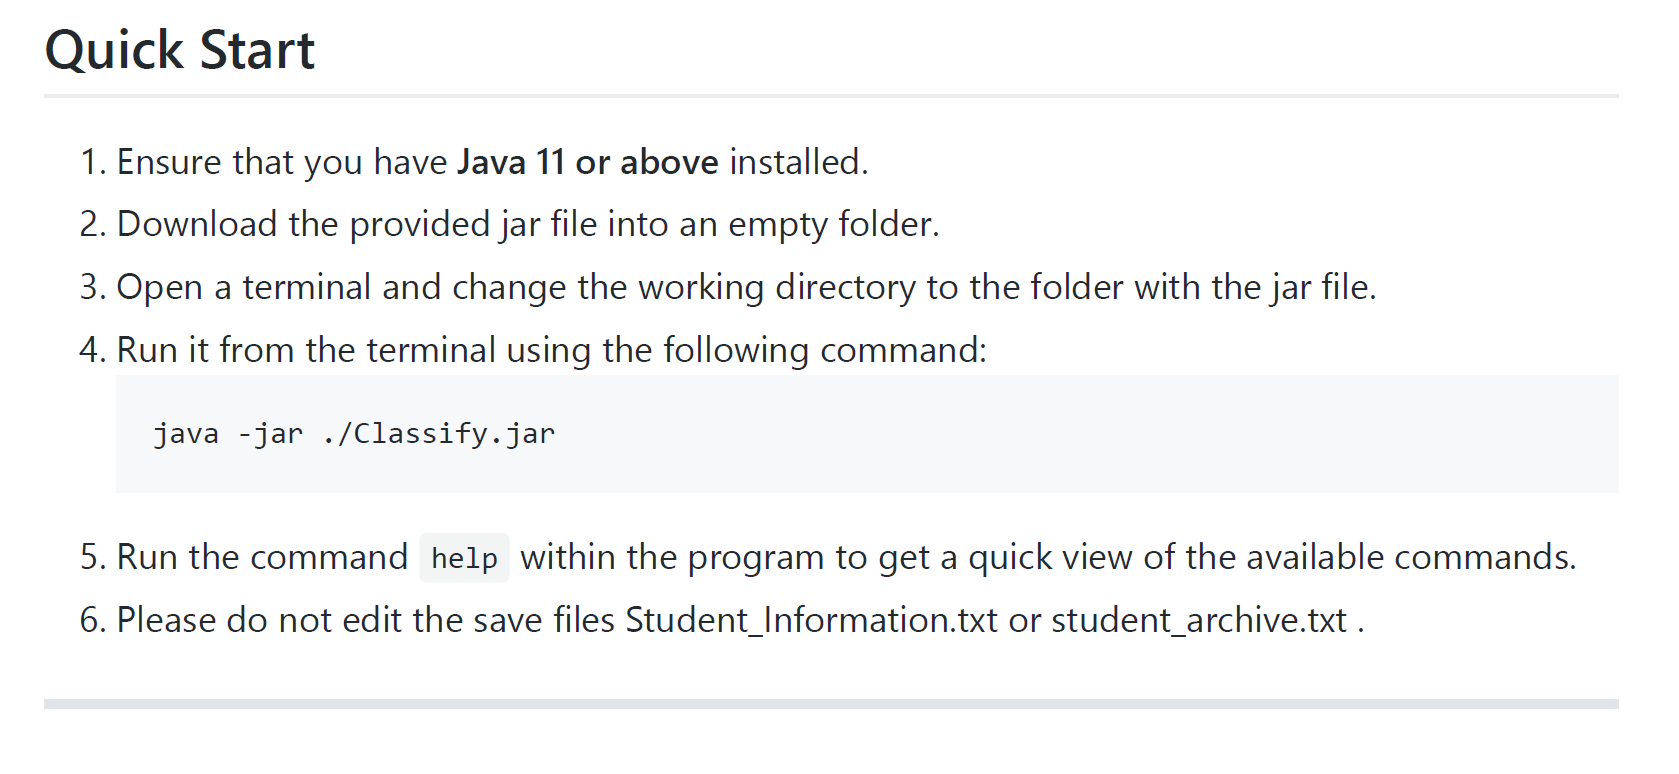 Quick Start
1. Ensure that you have Java 11 or above installed.
2. Download the provided jar file into an empty folder.
3. Open a terminal and change the working directory to the folder with the jar file.
4. Run it from the terminal using the following command:
java -jar ./Classify.jar
5. Run the command help within the program to get a quick view of the available commands.
6. Please do not edit the save files Student_Information.txt or student_archive.txt .